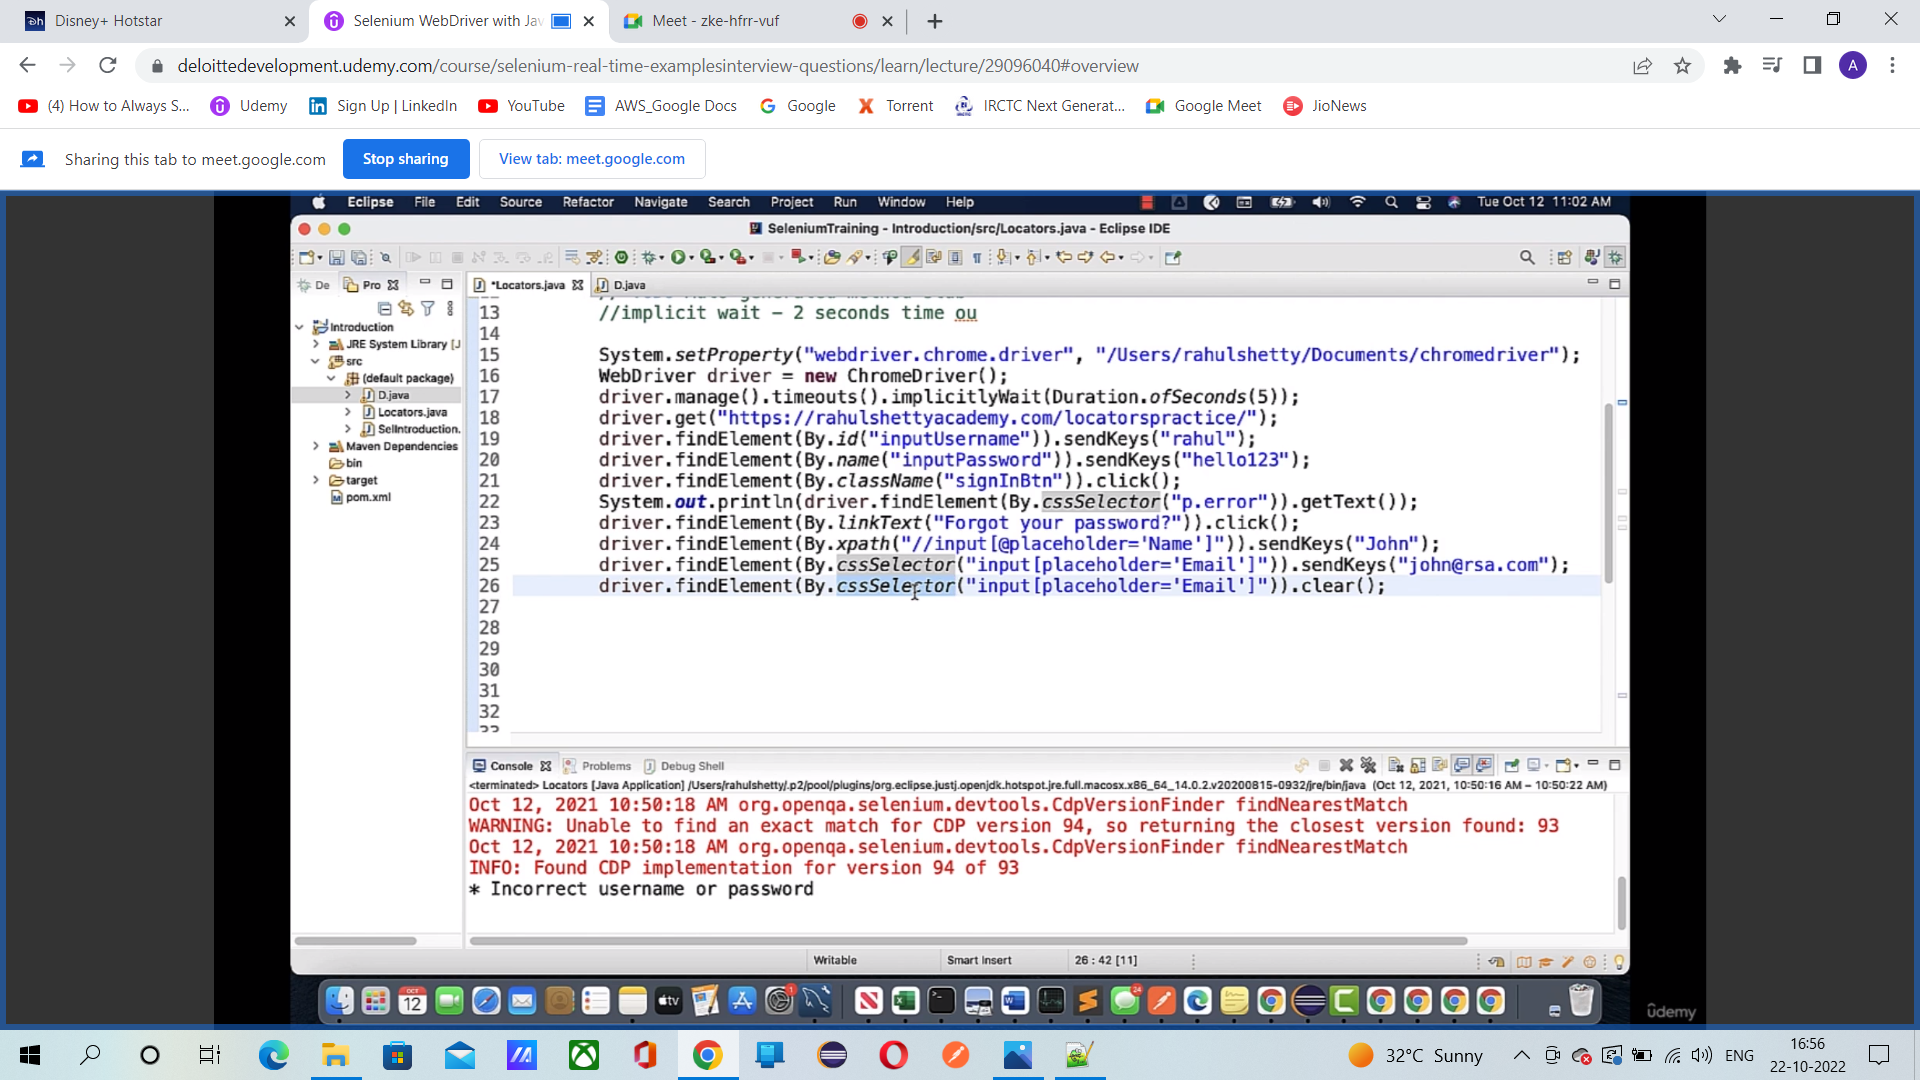 Disney+ Hotstar
Selenium WebDriver with Jav
Meet - zke-hfrr-vuf
deloittedevelopment.udemy.com/course/selenium-real-time-examplesinterview-questions/learn/lecture/29096040#overview
A
(4) How to Always S...
Udemy
Sign Up | LinkedIn
YouTube
AWS_Google Docs
Google
Torrent
IRCTC Next Generat...
Google Meet
JioNews
Sharing this tab to meet.google.com
Stop sharing
View tab: meet.google.com
Eclipse File Edit Source Refactor Navigate Search Project Run Window Help
Tue Oct 12 11:02 AM
SeleniumTraining - Introduction/src/Locators.java - Eclipse IDE
De
Pro
*Locators.java
D.java
Introduction
JRE System Library [J
src
(default package)
D.java
Locators.java
SelIntroduction.
Maven Dependencies
bin
target
pom.xml
13 //implicit wait – 2 seconds time ou
14
15 System.setProperty("webdriver.chrome.driver", "/Users/rahulshetty/Documents/chromedriver");
16 WebDriver driver = new ChromeDriver();
17 driver.manage().timeouts().implicitlyWait(Duration.ofSeconds(5));
18 driver.get("https://rahulshettyacademy.com/locatorspractice/");
19 driver.findElement(By.id("inputUsername")).sendKeys("rahul");
20 driver.findElement(By.name("inputPassword")).sendKeys("hello123");
21 driver.findElement(By.className("signInBtn")).click();
22 System.out.println(driver.findElement(By.cssSelector("p.error")).getText());
23 driver.findElement(By.linkText("Forgot your password?")).click();
24 driver.findElement(By.xpath("//input[@placeholder='Name']")).sendKeys("John");
25 driver.findElement(By.cssSelector("input[placeholder='Email']")).sendKeys("john@rsa.com");
26 driver.findElement(By.cssSelector("input[placeholder='Email']")).clear();
27
28
29
30
31
32
Console
Problems
Debug Shell
<terminated> Locators [Java Application] /Users/rahulshetty/.p2/pool/plugins/org.eclipse.justj.openjdk.hotspot.jre.full.macosx.x86_64_14.0.2.v20200815-0932/jre/bin/java (Oct 12, 2021, 10:50:16 AM – 10:50:22 AM)
Oct 12, 2021 10:50:18 AM org.openqa.selenium.devtools.CdpVersionFinder findNearestMatch
WARNING: Unable to find an exact match for CDP version 94, so returning the closest version found: 93
Oct 12, 2021 10:50:18 AM org.openqa.selenium.devtools.CdpVersionFinder findNearestMatch
INFO: Found CDP implementation for version 94 of 93
* Incorrect username or password
Writable
Smart Insert
26 : 42 [11]
OCT
12
tv
udemy
32°C Sunny
ENG
16:56
22-10-2022